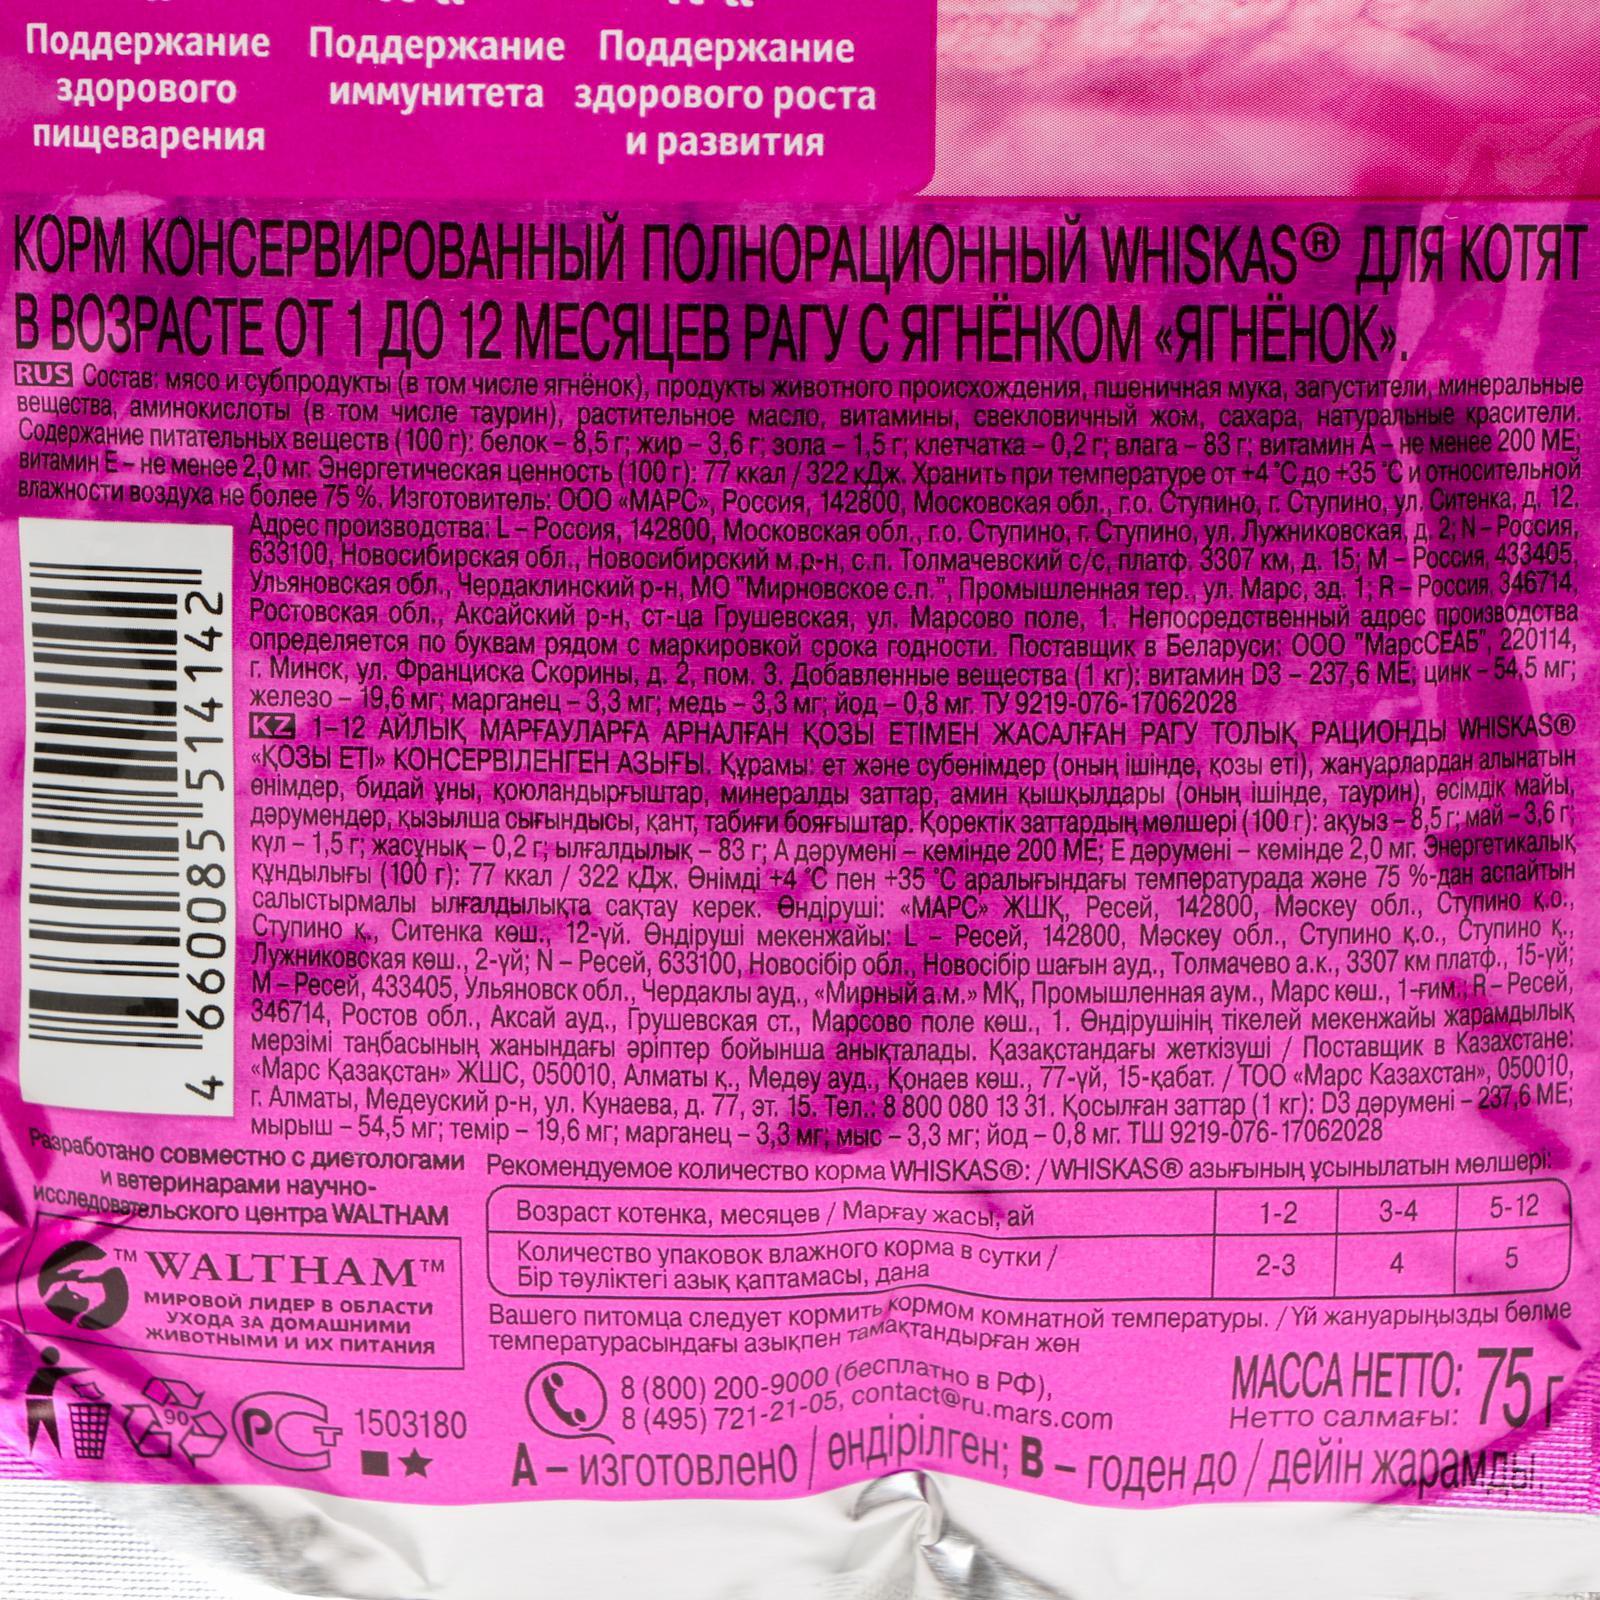 Поддержание
здорового
пищеварения
Поддержание
иммунитета
Поддержание
здорового роста
и развития
КОРМ КОНСЕРВИРОВАННЫЙ ПОЛНОРАЦИОННЫЙ WHISKAS® ДЛЯ КОТЯТ
В ВОЗРАСТЕ ОТ 1 ДО 12 МЕСЯЦЕВ РАГУ С ЯГНЁНКОМ «ЯГНЁНОК».
RUS Состав: мясо и субпродукты (в том числе ягнёнок), продукты животного происхождения, пшеничная мука, загустители, минеральные
вещества, аминокислоты (в том числе таурин), растительное масло, витамины, свекловичный жом, сахара, натуральные красители.
Содержание питательных веществ (100 г): белок – 8,5 г; жир – 3,6 г; зола – 1,5 г; клетчатка – 0,2 г; влага – 83 г; витамин А – не менее 200 МЕ;
витамин Е – не менее 2,0 мг. Энергетическая ценность (100 г): 77 ккал / 322 кДж. Хранить при температуре от +4 °С до +35 °С и относительной
влажности воздуха не более 75 %. Изготовитель: ООО «МАРС», Россия, 142800, Московская обл., г.о. Ступино, г. Ступино, ул. Ситенка, д. 12.
Адрес производства: L – Россия, 142800, Московская обл., г.о. Ступино, г. Ступино, ул. Лужниковская, д. 2; N – Россия,
633100, Новосибирская обл., Новосибирский м.р-н, с.п. Толмачевский с/с, платф. 3307 км, д. 15; М – Россия, 433405,
Ульяновская обл., Чердаклинский р-н, МО "Мирновское с.п.", Промышленная тер., ул. Марс, зд. 1; R – Россия, 346714,
Ростовская обл., Аксайский р-н, ст-ца Грушевская, ул. Марсово поле, 1. Непосредственный адрес производства
определяется по буквам рядом с маркировкой срока годности. Поставщик в Беларуси: ООО "МарсСЕАБ", 220114,
г. Минск, ул. Франциска Скорины, д. 2, пом. 3. Добавленные вещества (1 кг): витамин D3 – 237,6 МЕ; цинк – 54,5 мг;
железо – 19,6 мг; марганец – 3,3 мг; медь – 3,3 мг; йод – 0,8 мг. ТУ 9219-076-17062028
KZ 1–12 АЙЛЫҚ МАРҒАУЛАРҒА АРНАЛҒАН ҚОЗЫ ЕТІМЕН ЖАСАЛҒАН РАГУ ТОЛЫҚ РАЦИОНДЫ WHISKAS®
«ҚОЗЫ ЕТІ» КОНСЕРВІЛЕНГЕН АЗЫҒЫ. Құрамы: ет және субөнімдер (оның ішінде, қозы еті), жануарлардан алынатын
өнімдер, бидай ұны, қоюландырғыштар, минералды заттар, амин қышқылдары (оның ішінде, таурин), өсімдік майы,
дәрумендер, қызылша сығындысы, қант, табиғи бояғыштар. Қоректік заттардың мөлшері (100 г): ақуыз – 8,5 г; май – 3,6 г;
күл – 1,5 г; жасұнық – 0,2 г; ылғалдылық – 83 г; А дәрумені – кемінде 200 МЕ; Е дәрумені – кемінде 2,0 мг. Энергетикалық
құндылығы (100 г): 77 ккал / 322 кДж. Өнімді +4 °С пен +35 °С аралығындағы температурада және 75 %-дан аспайтын
салыстырмалы ылғалдылықта сақтау керек. Өндіруші: «МАРС» ЖШҚ, Ресей, 142800, Мәскеу обл., Ступино қ.о.,
Ступино қ., Ситенка көш., 12-үй. Өндіруші мекенжайы: L – Ресей, 142800, Мәскеу обл., Ступино қ.о., Ступино қ.,
Лужниковская көш., 2-үй; N – Ресей, 633100, Новосібір обл., Новосібір шағын ауд., Толмачево а.к., 3307 км платф., 15-үй;
М – Ресей, 433405, Ульяновск обл., Чердаклы ауд., «Мирный а.м.» МҚ, Промышленная аум., Марс көш., 1-ғим.; R – Ресей,
346714, Ростов обл., Аксай ауд., Грушевская ст., Марсово поле көш., 1. Өндірушінің тікелей мекенжайы жарамдылық
мерзімі таңбасының жанындағы әріптер бойынша анықталады. Қазақстандағы жеткізуші / Поставщик в Казахстане:
«Марс Қазақстан» ЖШС, 050010, Алматы қ., Медеу ауд., Қонаев көш., 77-үй, 15-қабат. / ТОО «Марс Казахстан», 050010,
г. Алматы, Медеуский р-н, ул. Кунаева, д. 77, эт. 15. Тел.: 8 800 080 13 31. Қосылған заттар (1 кг): D3 дәрумені – 237,6 МЕ;
мырыш – 54,5 мг; темір – 19,6 мг; марганец – 3,3 мг; мыс – 3,3 мг; йод – 0,8 мг. ТШ 9219-076-17062028
4 660085 514142
Разработано совместно с диетологами
и ветеринарами научно-
исследовательского центра WALTHAM
™ WALTHAM™
МИРОВОЙ ЛИДЕР В ОБЛАСТИ
УХОДА ЗА ДОМАШНИМИ
ЖИВОТНЫМИ И ИХ ПИТАНИЯ
Рекомендуемое количество корма WHISKAS®: / WHISKAS® азығының ұсынылатын мөлшері:
Возраст котенка, месяцев / Марғау жасы, ай 1-2 3-4 5-12
Количество упаковок влажного корма в сутки /
Бір тәуліктегі азық қаптамасы, дана 2-3 4 5
Вашего питомца следует кормить кормом комнатной температуры. / Үй жануарыңызды бөлме
температурасындағы азықпен тамақтандырған жөн
8 (800) 200-9000 (бесплатно в РФ),
8 (495) 721-21-05, contact@ru.mars.com
МАССА НЕТТО: 75 г
Нетто салмағы:
90
РСТ
1503180
А – ИЗГОТОВЛЕНО / ӨНДІРІЛГЕН; В – ГОДЕН ДО / ДЕЙІН ЖАРАМДЫ.